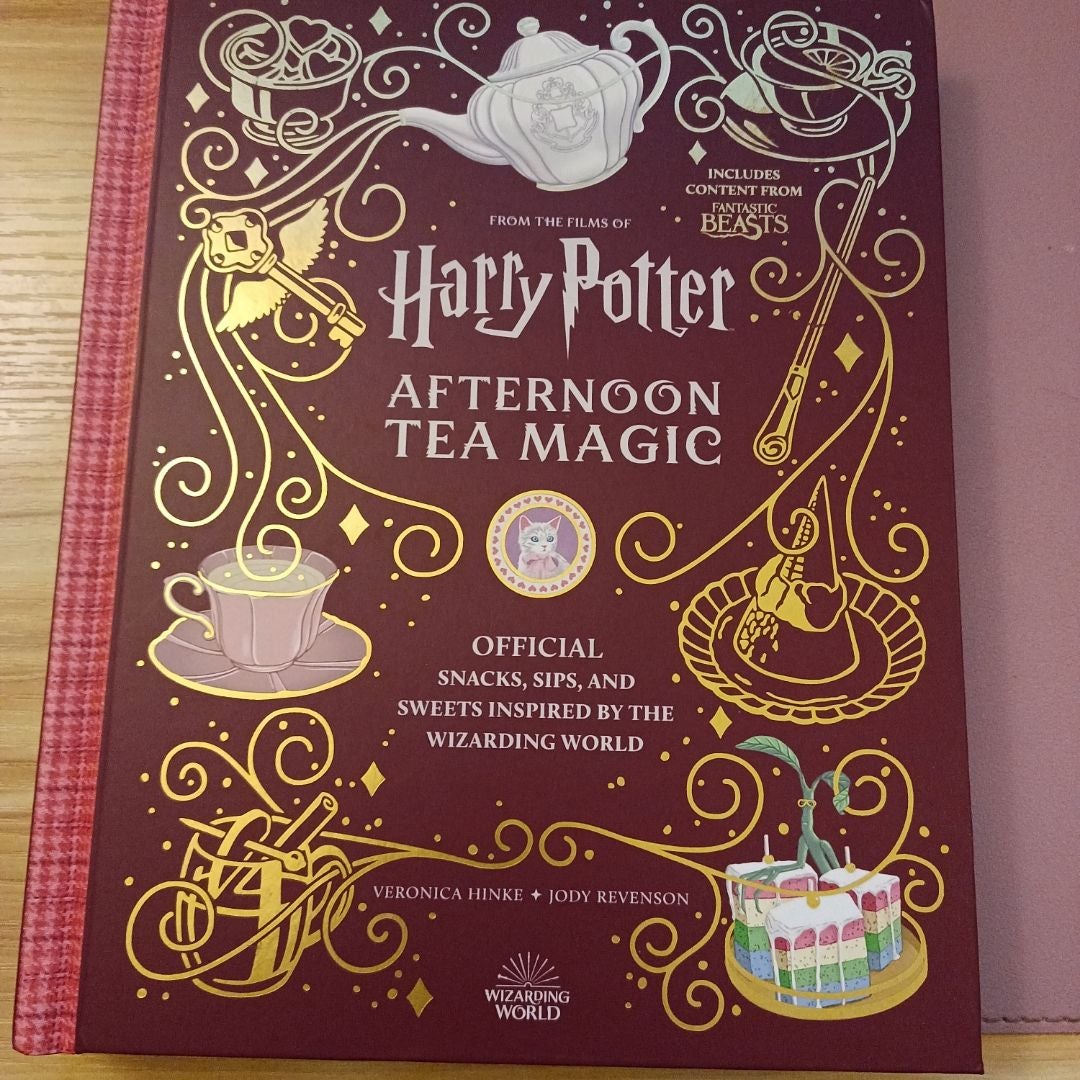 INCLUDES
CONTENT FROM
FANTASTIC
BEASTS
FROM THE FILMS OF
Harry Potter
AFTERNOON
TEA MAGIC
OFFICIAL
SNACKS, SIPS, AND
SWEETS INSPIRED BY THE
WIZARDING WORLD
VERONICA HINKE ✦ JODY REVENSON
WIZARDING
WORLD